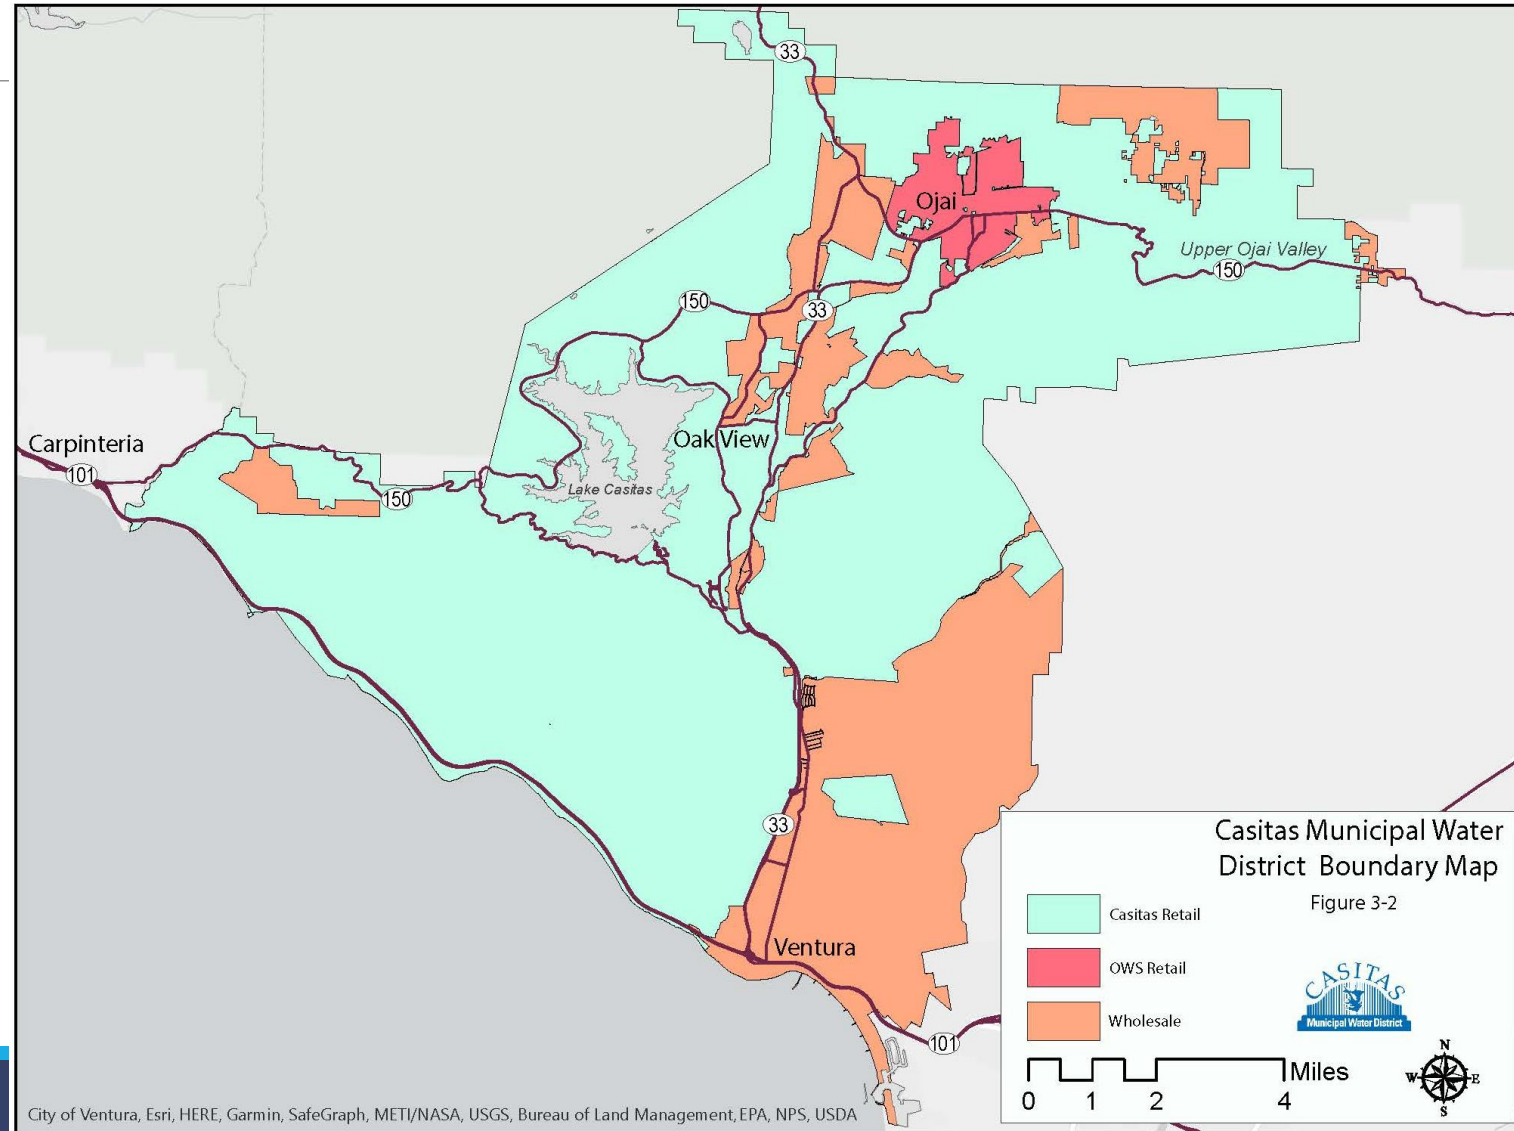 33
Ojai
Upper Ojai Valley
150
150
33
Carpinteria
101
Oak View
150
Lake Casitas
33
Ventura
101
Casitas Municipal Water
District Boundary Map
Figure 3-2
Casitas Retail
OWS Retail
Wholesale
CASITAS
Municipal Water District
Miles
0 1 2 4
N
W E
S
City of Ventura, Esri, HERE, Garmin, SafeGraph, METI/NASA, USGS, Bureau of Land Management, EPA, NPS, USDA